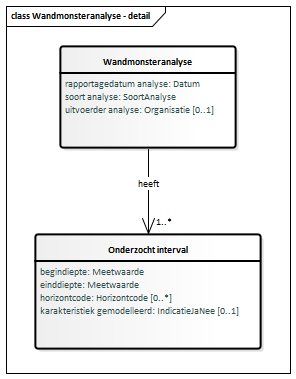 class Wandmonsteranalyse - detail
Wandmonsteranalyse
rapportagedatum analyse: Datum
soort analyse: SoortAnalyse
uitvoerder analyse: Organisatie [0..1]
heeft
1..*
Onderzocht interval
begindiepte: Meetwaarde
einddiepte: Meetwaarde
horizontcode: Horizontcode [0..*]
karakteristiek gemodelleerd: IndicatieJaNee [0..1]